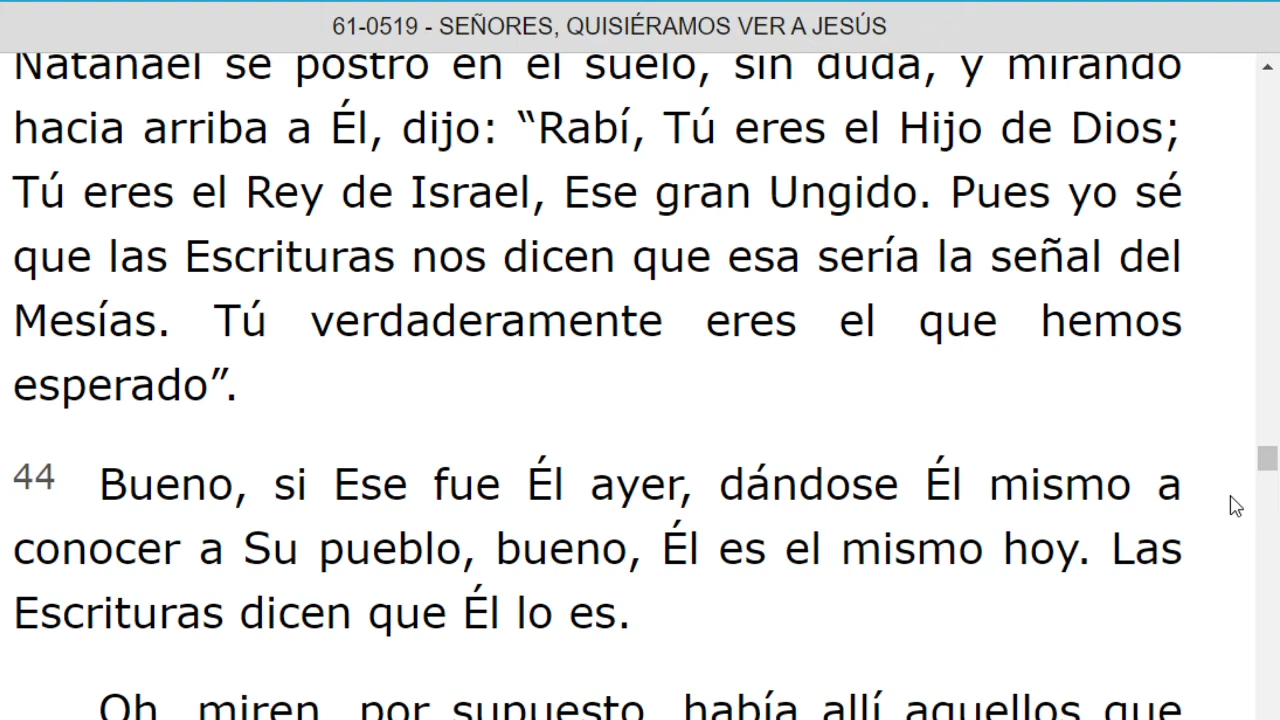 61-0519 - SEÑORES, QUISIÉRAMOS VER A JESÚS
Natanael se postró en el suelo, sin duda, y mirando
hacia arriba a Él, dijo: “Rabí, Tú eres el Hijo de Dios;
Tú eres el Rey de Israel, Ese gran Ungido. Pues yo sé
que las Escrituras nos dicen que esa sería la señal del
Mesías. Tú verdaderamente eres el que hemos
esperado”.
44 Bueno, si Ese fue Él ayer, dándose Él mismo a
conocer a Su pueblo, bueno, Él es el mismo hoy. Las
Escrituras dicen que Él lo es.
Oh, miren, por supuesto, había allí aquellos que